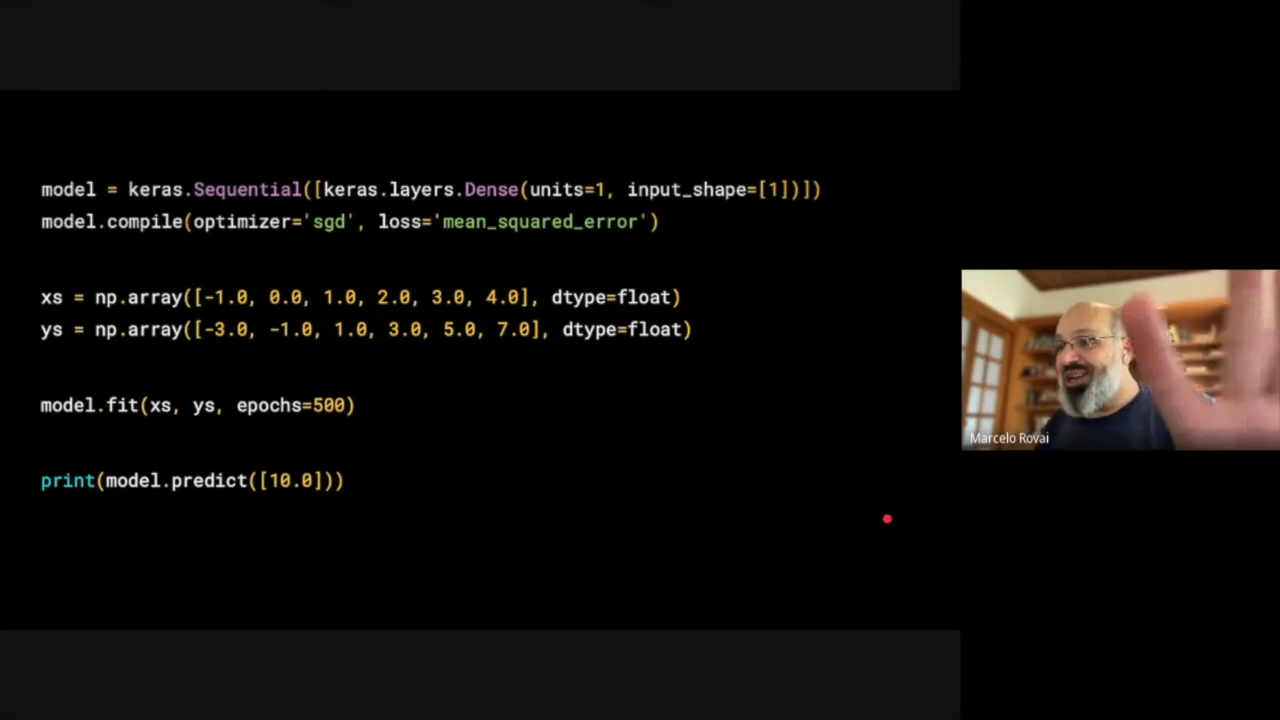 model = keras.Sequential([keras.layers.Dense(units=1, input_shape=[1])])
model.compile(optimizer='sgd', loss='mean_squared_error')
xs = np.array([-1.0, 0.0, 1.0, 2.0, 3.0, 4.0], dtype=float)
ys = np.array([-3.0, -1.0, 1.0, 3.0, 5.0, 7.0], dtype=float)
model.fit(xs, ys, epochs=500)
print(model.predict([10.0]))
Marcelo Rovai